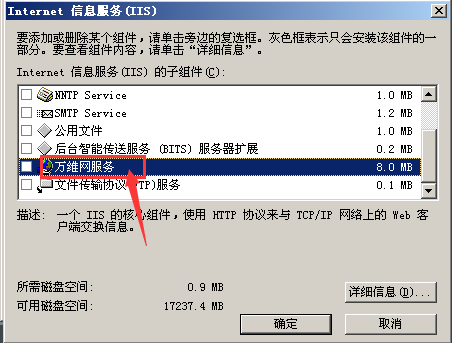 Internet 信息服务(IIS)
要添加或删除某个组件，请单击旁边的复选框。灰色框表示只会安装该组件的一
部分。要查看组件内容，请单击“详细信息”。
Internet 信息服务(IIS) 的子组件(C):
NNTP Service 1.0 MB
SMTP Service 1.2 MB
公用文件 1.0 MB
后台智能传送服务 (BITS) 服务器扩展 0.2 MB
万维网服务 8.0 MB
文件传输协议 TP)服务 0.1 MB
描述: 一个 IIS 的核心组件，使用 HTTP 协议来与 TCP/IP 网络上的 Web 客
户端交换信息。
所需磁盘空间: 0.9 MB
可用磁盘空间: 17237.4 MB
详细信息(D)...
确定 取消